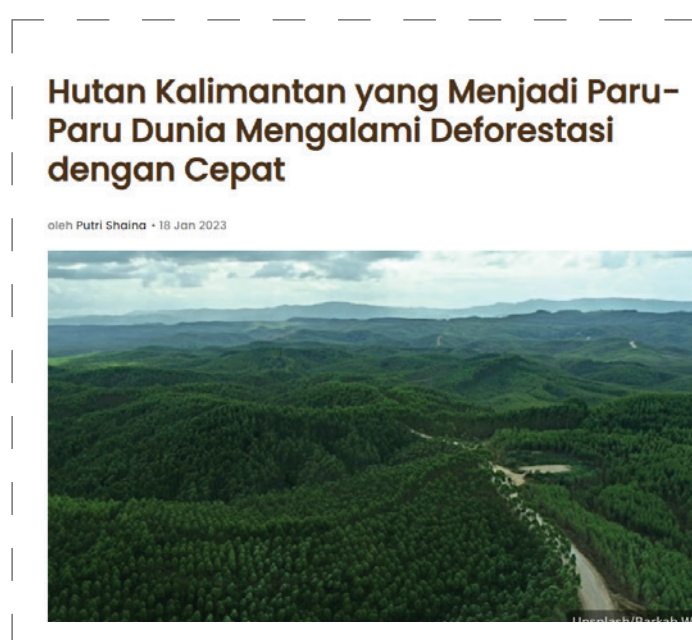 Hutan Kalimantan yang Menjadi Paru-
Paru Dunia Mengalami Deforestasi
dengan Cepat
oleh Putri Shaina • 18 Jan 2023